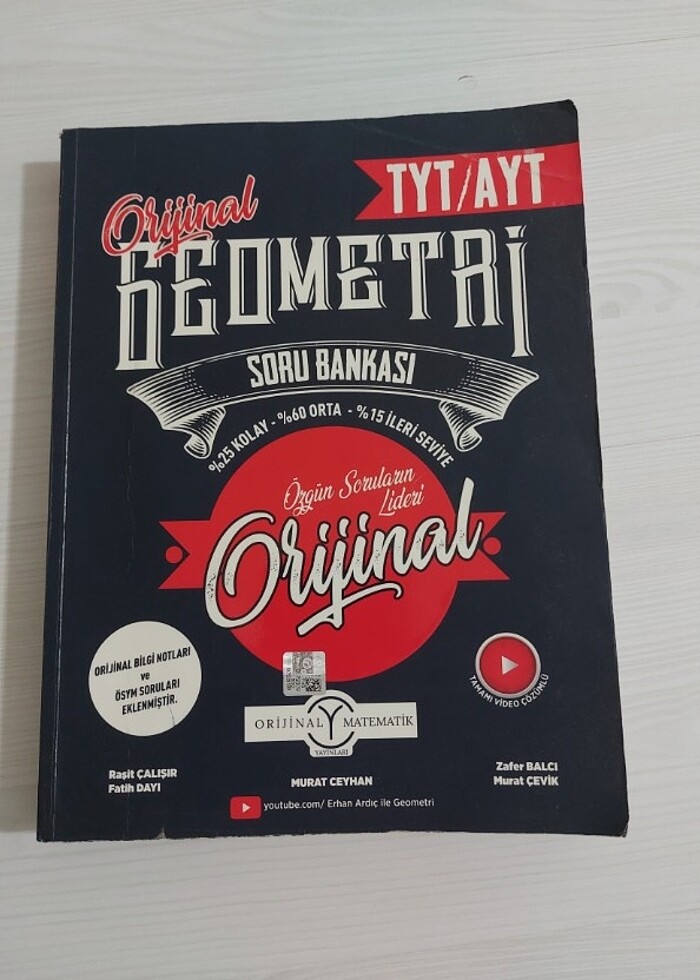 TYT/AYT
Orijinal
GEOMETRİ
SORU BANKASI
%25 KOLAY - %60 ORTA - %15 İLERİ SEVİYE
Özgün Soruların
Lideri
Orijinal
ORİJİNAL BİLGİ NOTLARI
ve
ÖSYM SORULARI
EKLENMİŞTİR.
TAMAMI VİDEO ÇÖZÜMLÜ
ORİJİNAL MATEMATİK
YAYINLARI
Raşit ÇALIŞIR
Fatih DAYI
MURAT CEYHAN
Zafer BALCI
Murat ÇEVİK
youtube.com/ Erhan Ardıç ile Geometri